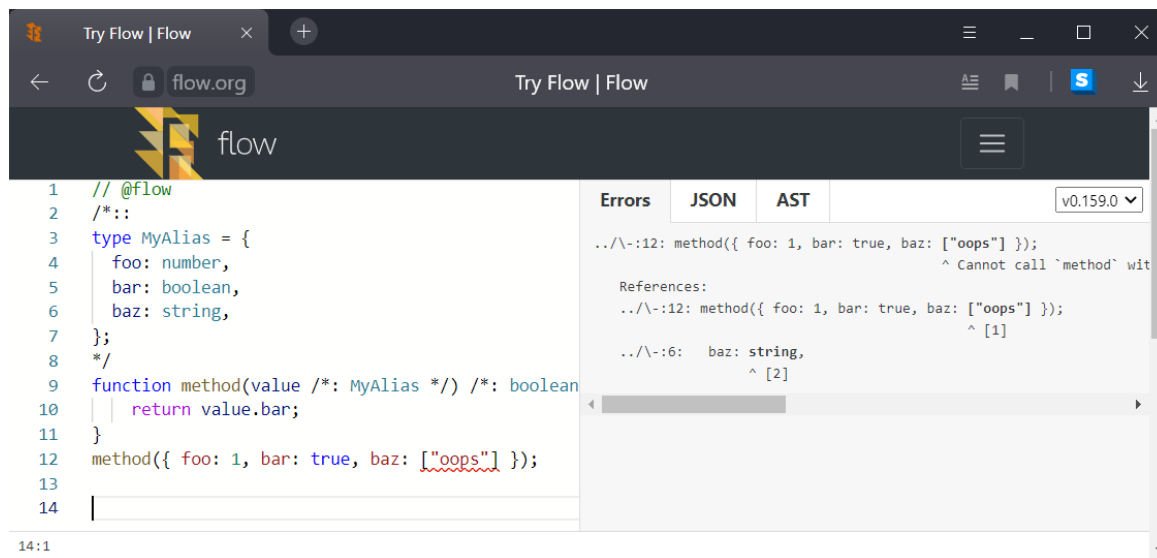 Try Flow | Flow
flow.org
Try Flow | Flow
S
flow
1 // @flow
2 /*::
3 type MyAlias = {
4 foo: number,
5 bar: boolean,
6 baz: string,
7 };
8 */
9 function method(value /*: MyAlias */) /*: boolean
10 return value.bar;
11 }
12 method({ foo: 1, bar: true, baz: ["oops"] });
13
14
Errors JSON AST v0.159.0
../\-:12: method({ foo: 1, bar: true, baz: ["oops"] });
^ Cannot call `method` wit
References:
../\-:12: method({ foo: 1, bar: true, baz: ["oops"] });
^ [1]
../\-:6: baz: string,
^ [2]
14:1